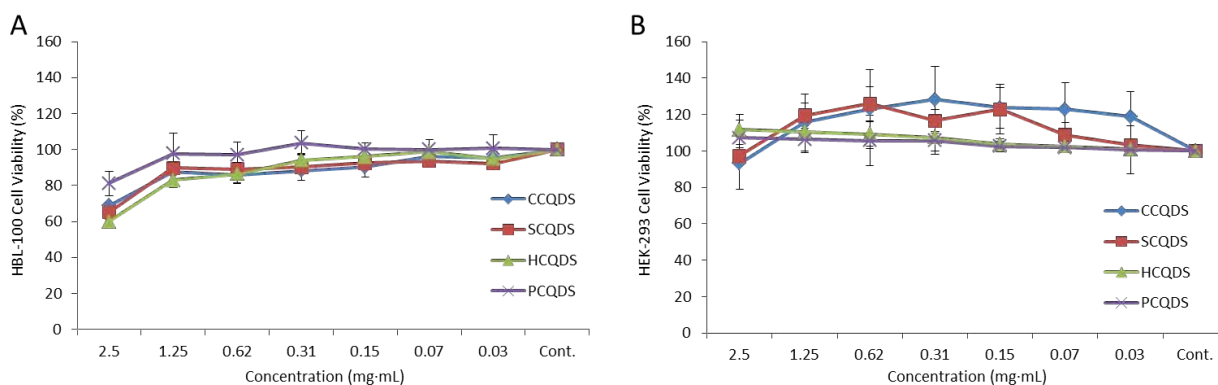 A
160
140
120
100
80
60
40
20
0
HBL-100 Cell Viability (%)
CCQDS
SCQDS
HCQDS
PCQDS
2.5 1.25 0.62 0.31 0.15 0.07 0.03 Cont.
Concentration (mg·mL)
B
160
140
120
100
80
60
40
20
0
HEK-293 Cell Viability (%)
CCQDS
SCQDS
HCQDS
PCQDS
2.5 1.25 0.62 0.31 0.15 0.07 0.03 Cont.
Concentration (mg·mL)